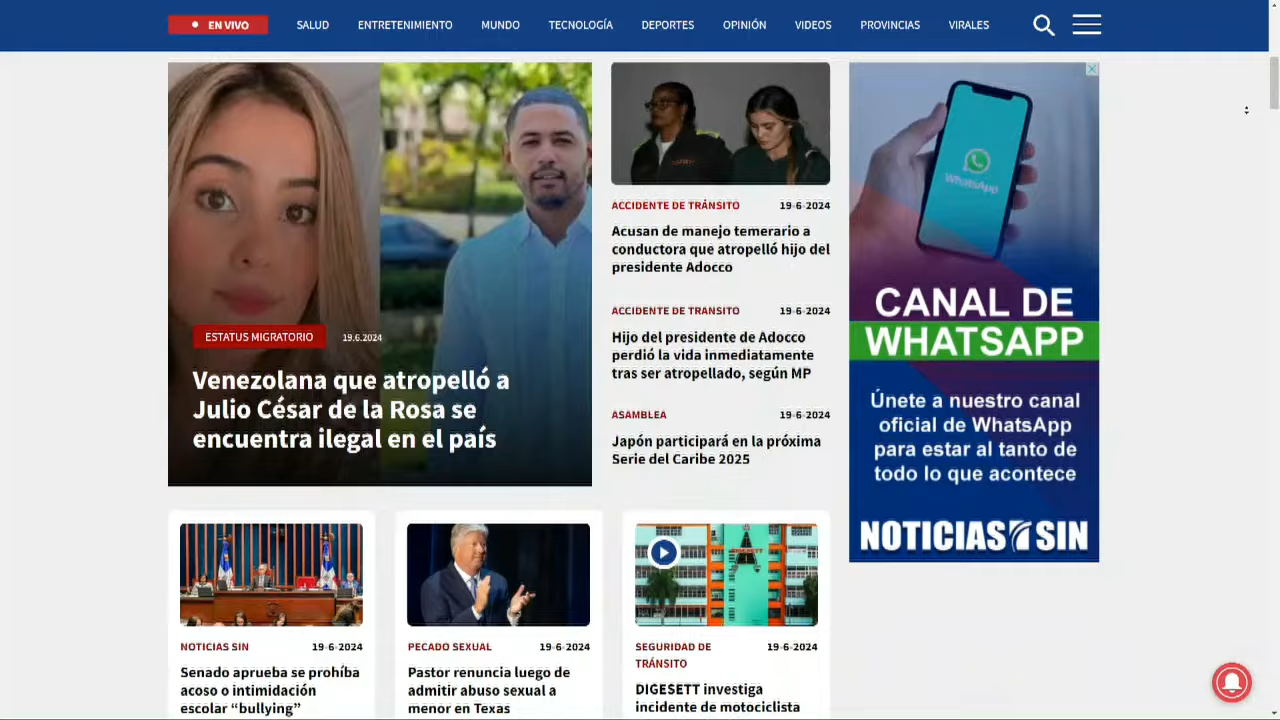 EN VIVO
SALUD
ENTRETENIMIENTO
MUNDO
TECNOLOGÍA
DEPORTES
OPINIÓN
VIDEOS
PROVINCIAS
VIRALES
ESTATUS MIGRATORIO
19.6.2024
Venezolana que atropelló a
Julio César de la Rosa se
encuentra ilegal en el país
ACCIDENTE DE TRÁNSITO
19-6-2024
Acusan de manejo temerario a
conductora que atropelló hijo del
presidente Adocco
ACCIDENTE DE TRANSITO
19-6-2024
Hijo del presidente de Adocco
perdió la vida inmediatamente
tras ser atropellado, según MP
ASAMBLEA
19-6-2024
Japón participará en la próxima
Serie del Caribe 2025
WhatsApp
CANAL DE
WHATSAPP
Únete a nuestro canal
oficial de WhatsApp
para estar al tanto de
todo lo que acontece
NOTICIAS SIN
NOTICIAS SIN
19-6-2024
Senado aprueba se prohíba
acoso o intimidación
escolar “bullying”
PECADO SEXUAL
19-6-2024
Pastor renuncia luego de
admitir abuso sexual a
menor en Texas
DIGESETT
SEGURIDAD DE
TRÁNSITO
19-6-2024
DIGESETT investiga
incidente de motociclista